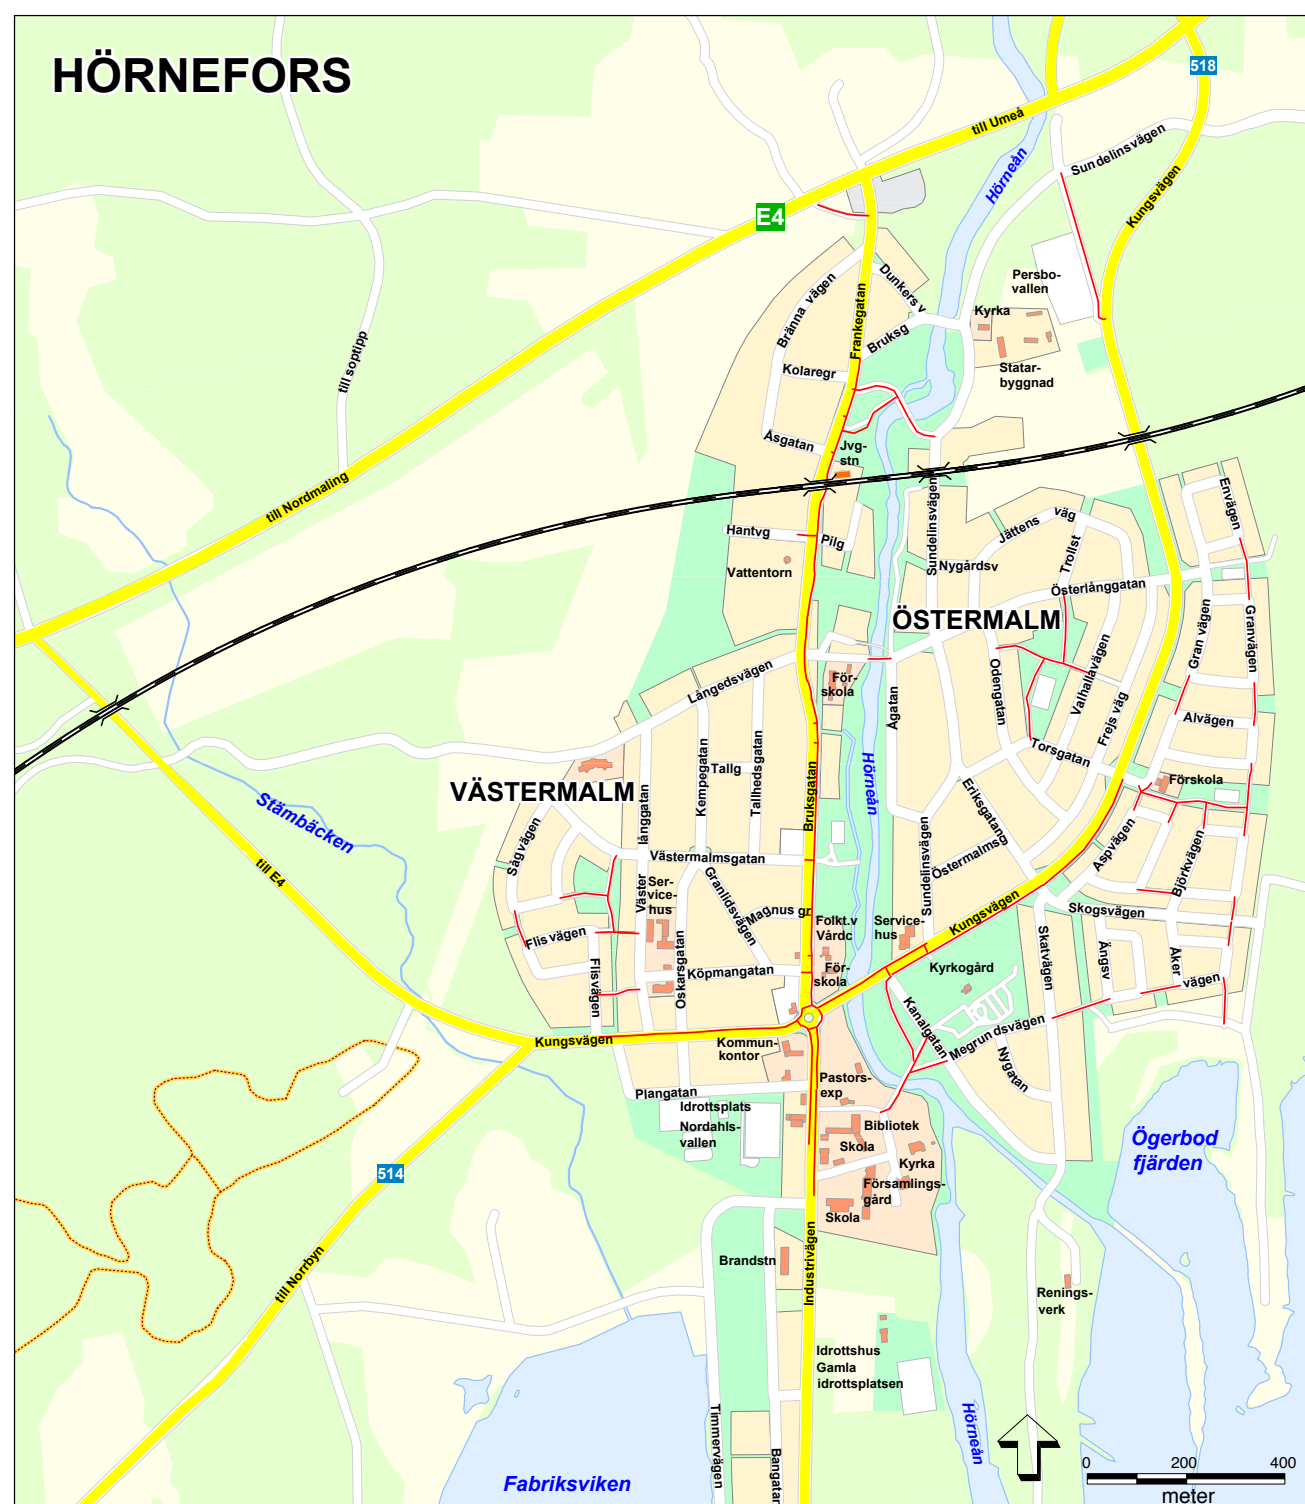 HÖRNEFORS
518
till Umeå
Sundelinsvägen
Hörneån
Kungsvägen
E4
Persbo-
vallen
Dunkers v
Bränna vägen
Frankegatan
Kyrka
Bruksg
Statar-
byggnad
Kolaregr
till soptipp
Åsgatan
Jvg-
stn
till Nordmaling
Envägen
Sundelinsvägen
Jättens väg
Hantvg
Pilg
Trollst
Nygårdsv
Vattentorn
Österlånggatan
ÖSTERMALM
Gran vägen
Granvägen
Långedsvägen
För-
skola
Odengatan
Valhallavägen
Ågatan
Frejs väg
Alvägen
Torsgatan
Kempegatan
Tallg
Tallhedsgatan
Hörneån
Förskola
VÄSTERMALM
Bruksgatan
Eriksgatan
Stämbäcken
långgatan
Sågvägen
Västermalmsgatan
Östermalmsg
Aspvägen
Björkvägen
till E4
Väster
Ser-
vice-
hus
Granlidsvägen
Sundelinsvägen
Magnus gr
Folkt.v
Vårdc
Service-
hus
Kungsvägen
Skogsvägen
Flisvägen
Skatvägen
Ängsv
Åker
vägen
Flisvägen
Oskarsgatan
Köpmangatan
För-
skola
Kyrkogård
Kanalgatan
Megrundsvägen
Kungsvägen
Kommun-
kontor
Nygatan
Plangatan
Pastors-
exp
Idrottsplats
Nordahls-
vallen
Bibliotek
Skola
Ögerbod
fjärden
Kyrka
514
Församlings-
gård
Skola
Brandstn
till Norrbyn
Industrivägen
Renings-
verk
Idrottshus
Gamla
idrottsplatsen
Timmervägen
Bangatan
Hörneån
Fabriksviken
0 200 400
meter